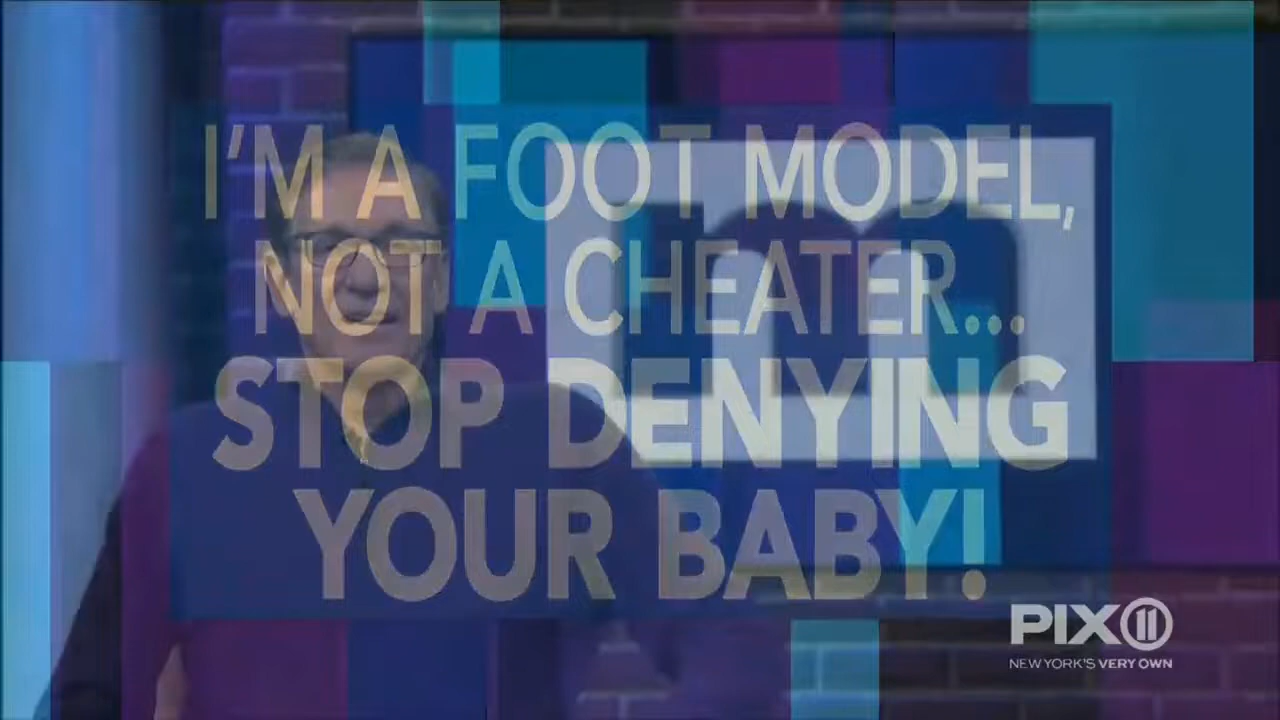 I'M A FOOT MODEL,
NOT A CHEATER...
STOP DENYING
YOUR BABY!
m
PIX11
NEW YORK'S VERY OWN